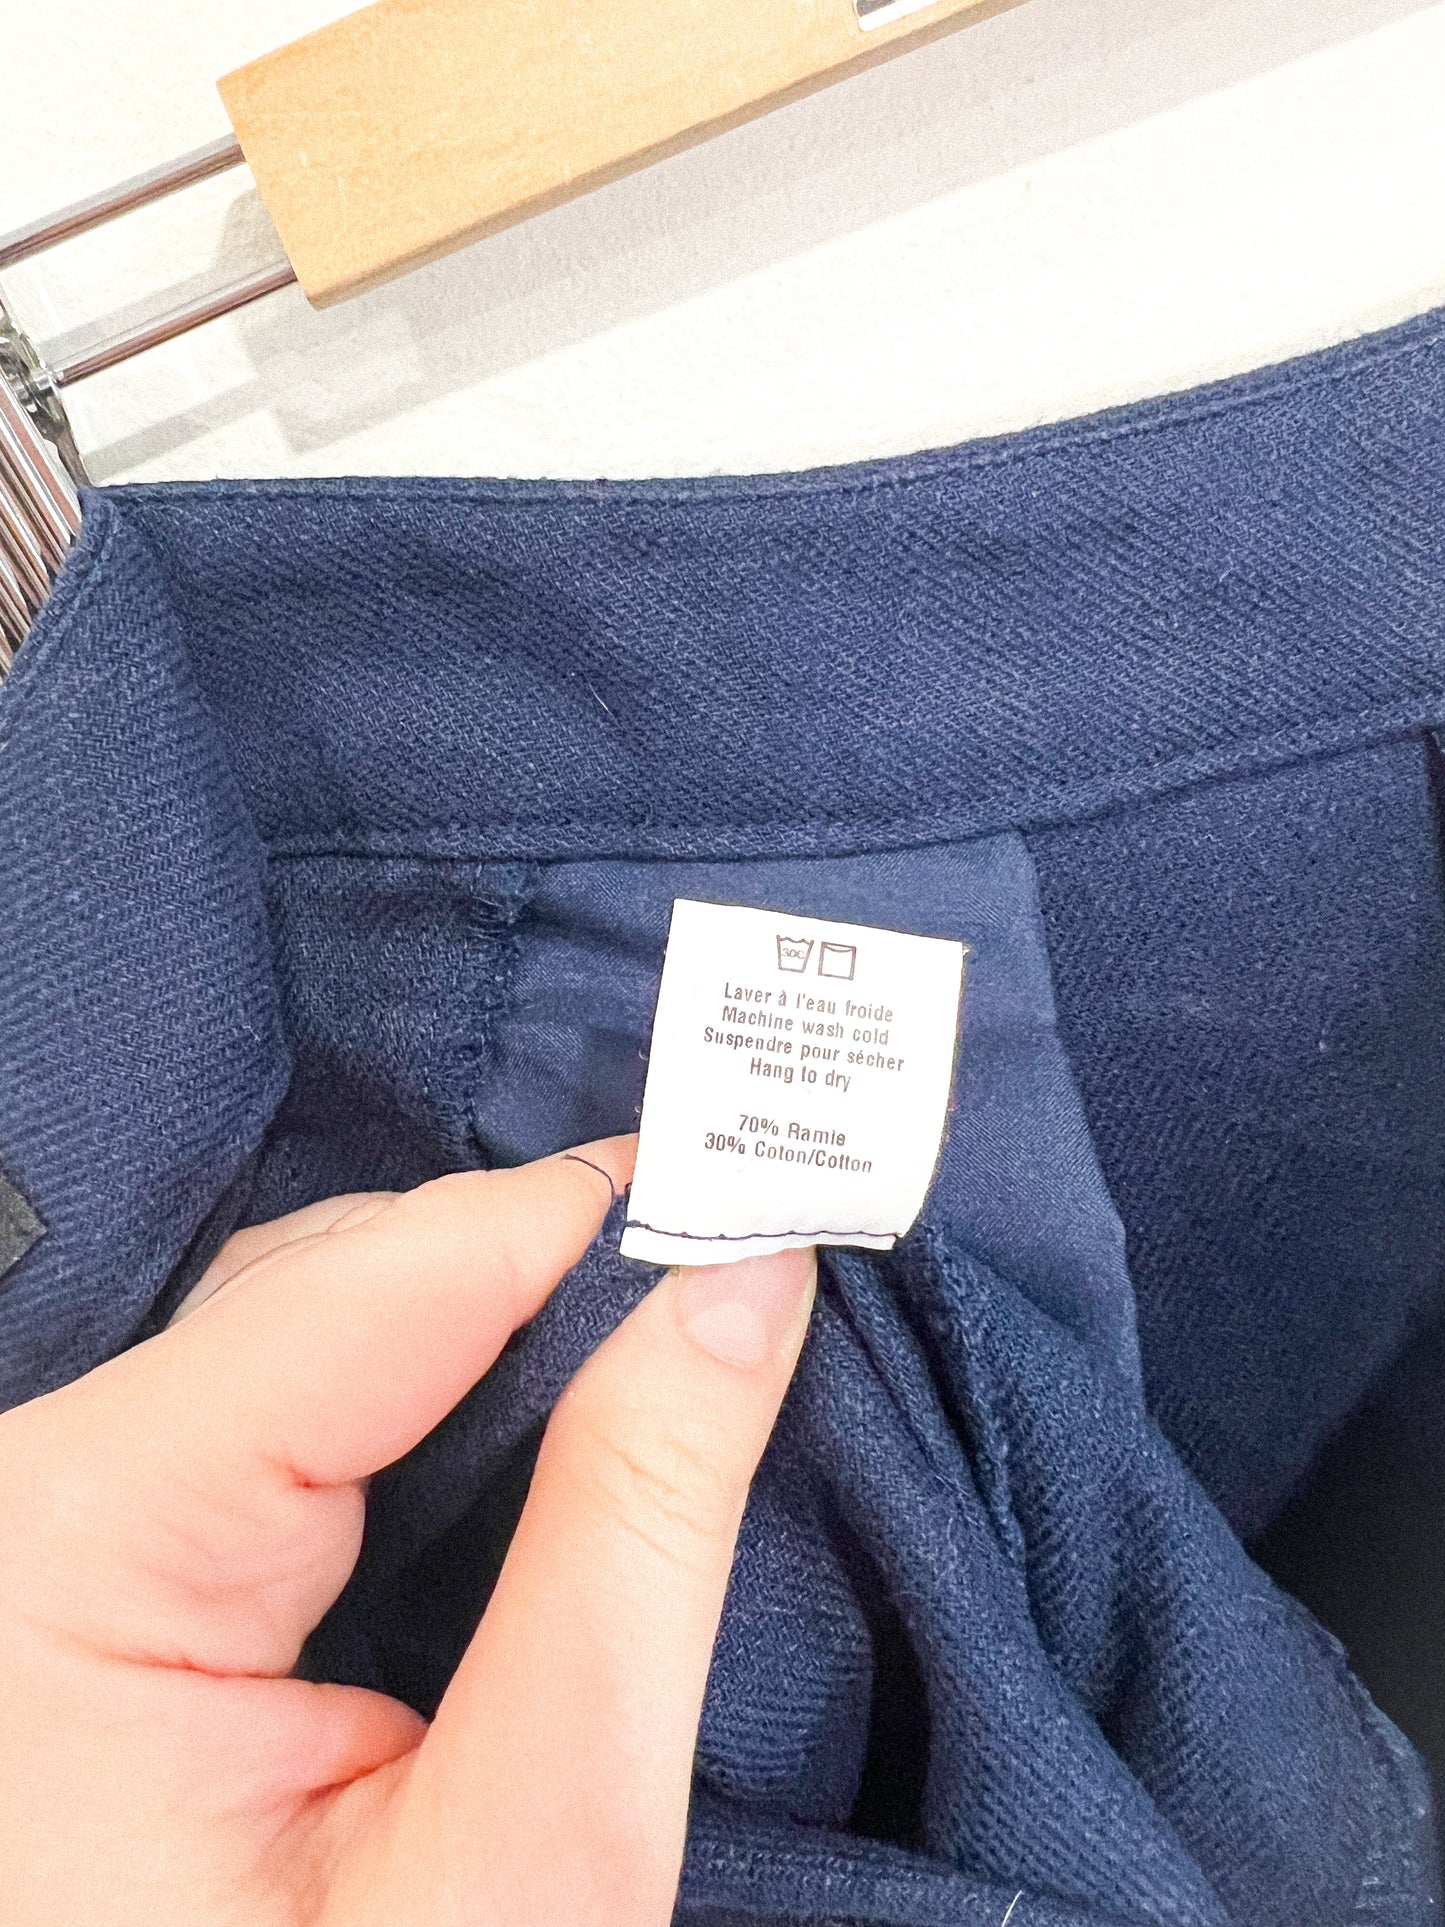 30C
Laver à l'eau froide
Machine wash cold
Suspendre pour sécher
Hang to dry
70% Ramie
30% Coton/Cotton